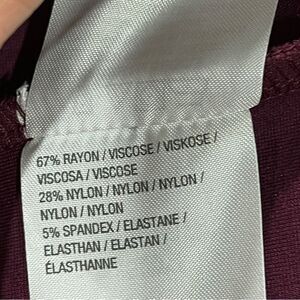 67% RAYON / VISCOSE / VISKOSE /
VISCOSA / VISCOSE
28% NYLON / NYLON / NYLON /
NYLON / NYLON
5% SPANDEX / ELASTANE /
ELASTHAN / ELASTAN /
ÉLASTHANNE